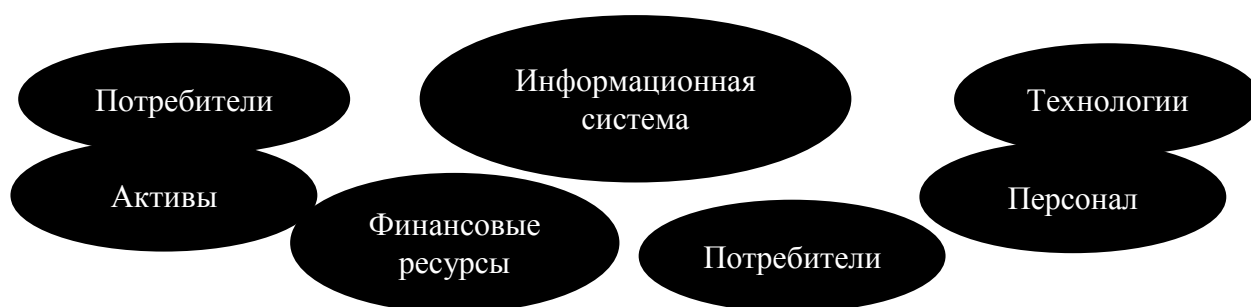 Потребители
Информационная
система
Технологии
Активы
Персонал
Финансовые
ресурсы
Потребители